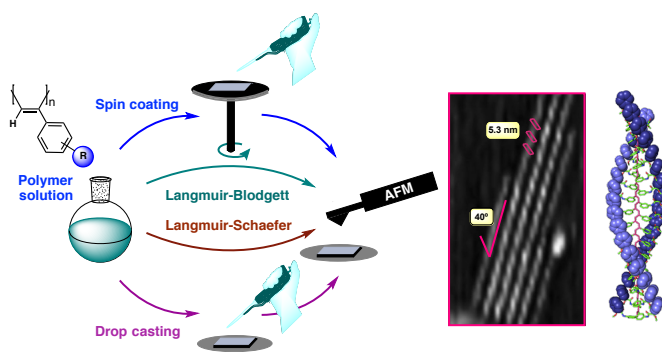 n
H
R
Polymer
solution
Spin coating
Langmuir-Blodgett
Langmuir-Schaefer
Drop casting
AFM
5.3 nm
40º